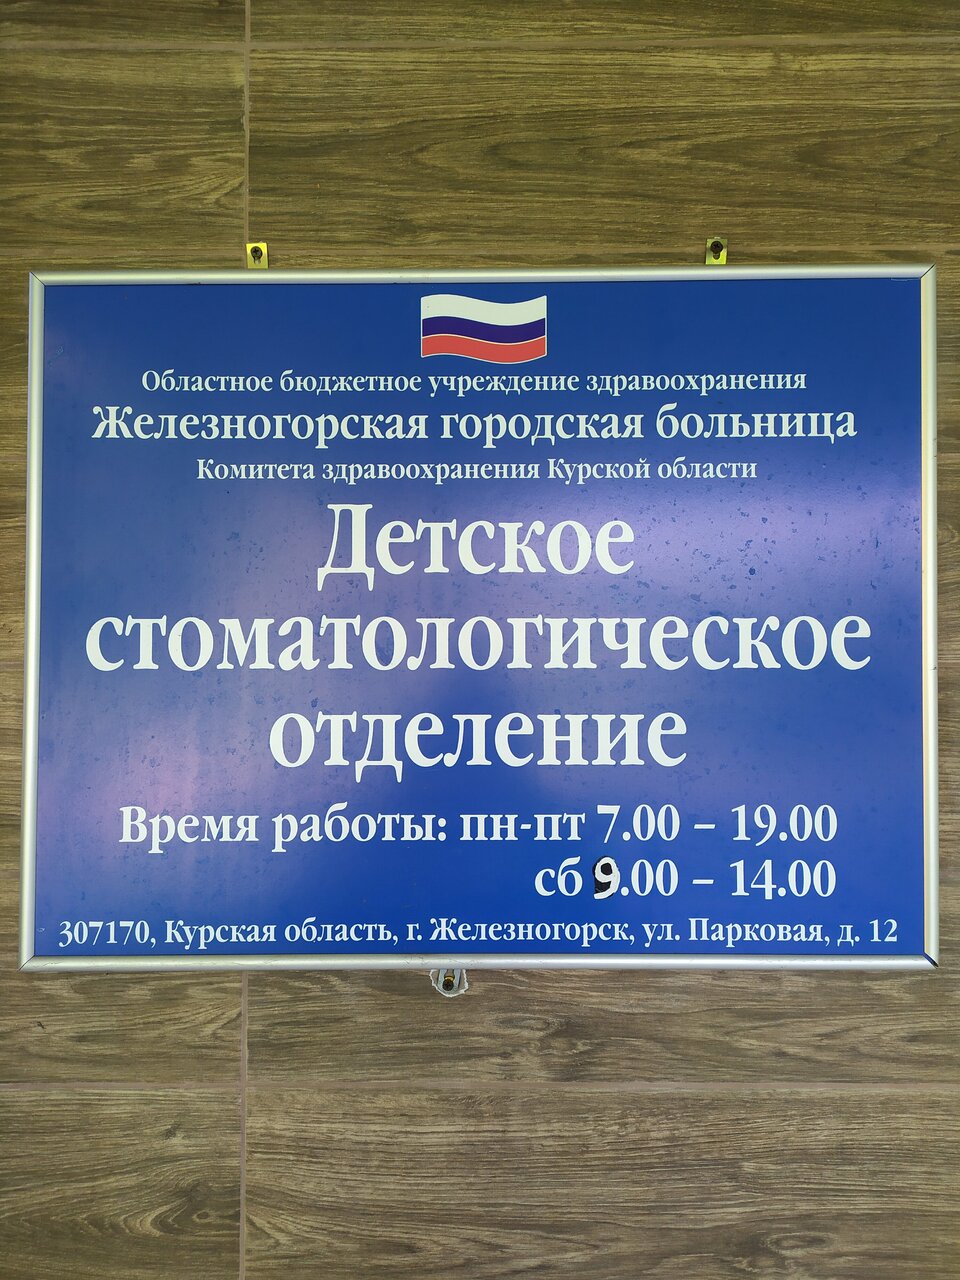 Областное бюджетное учреждение здравоохранения
Железногорская городская больница
Комитета здравоохранения Курской области
Детское
стоматологическое
отделение
Время работы: пн-пт 7.00 – 19.00
сб 9.00 – 14.00
307170, Курская область, г. Железногорск, ул. Парковая, д. 12